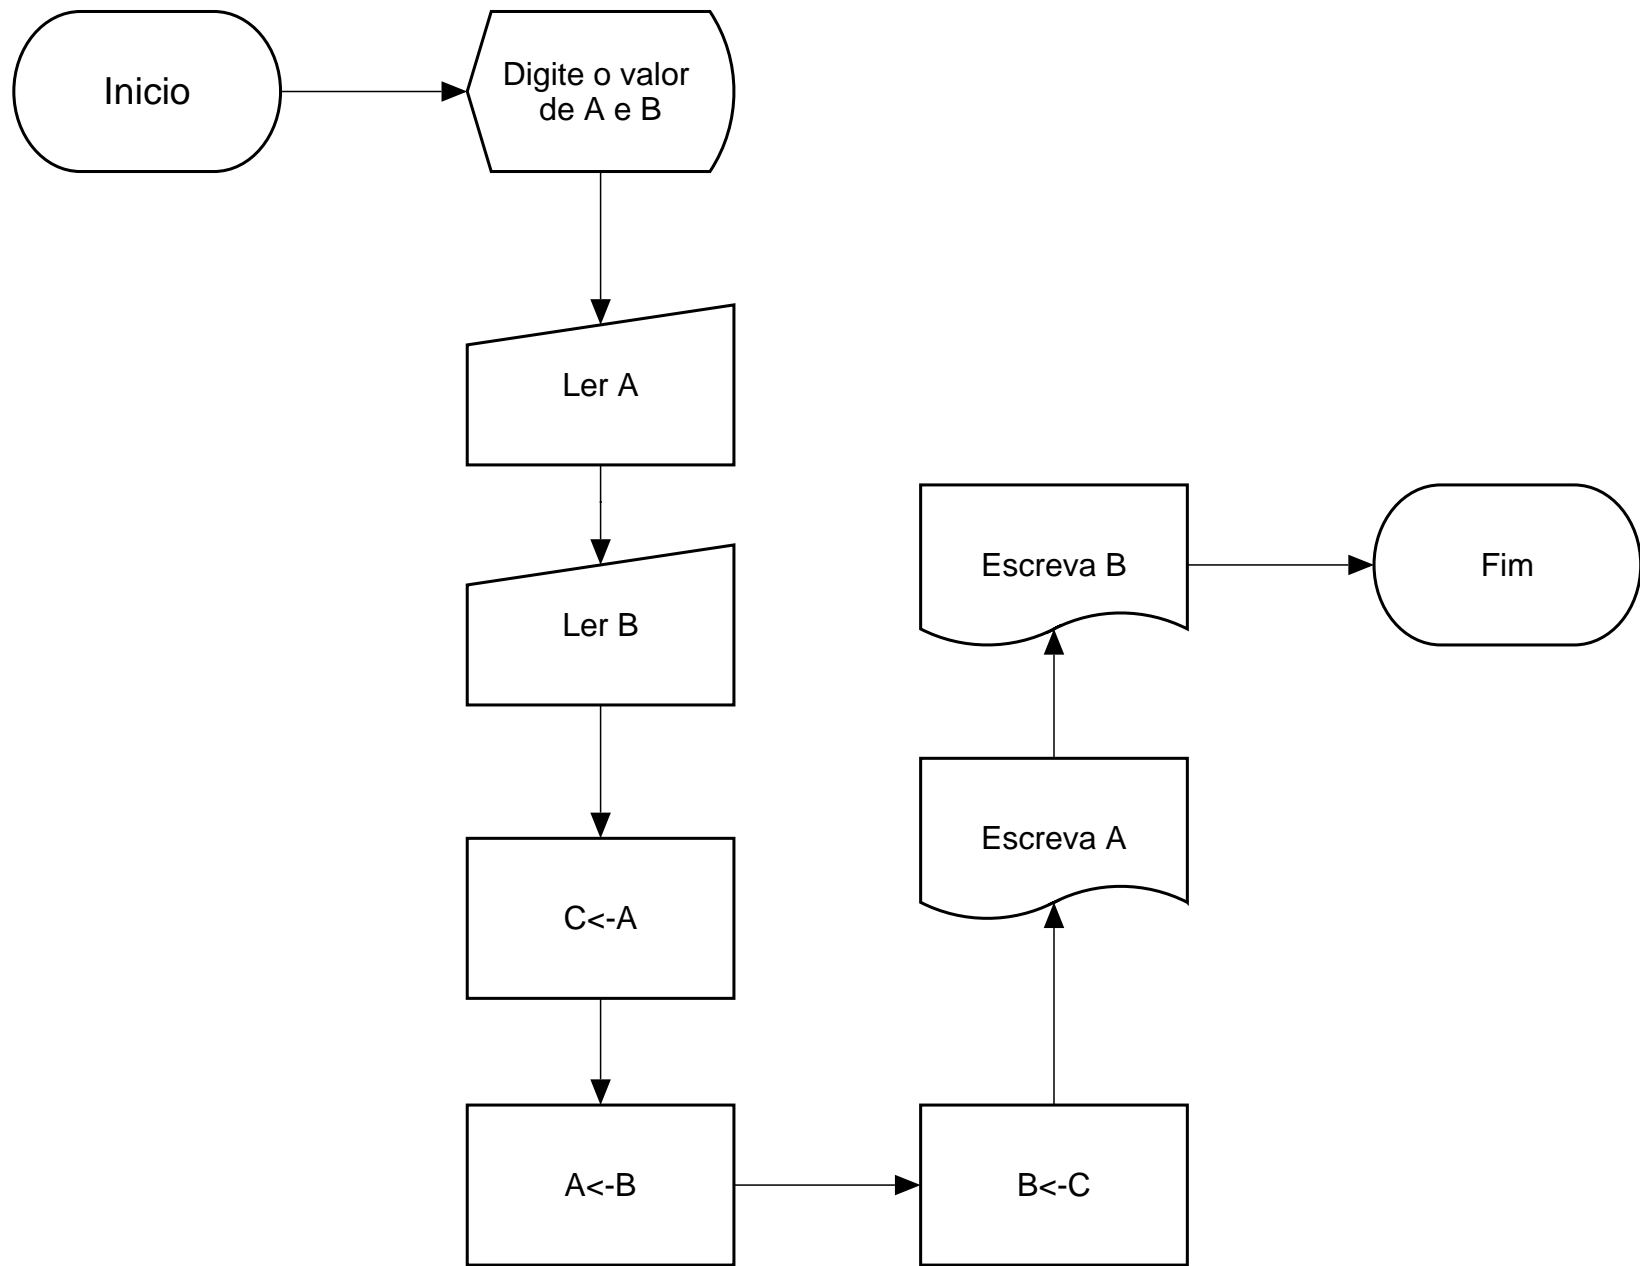 Inicio
Digite o valor
de A e B
Ler A
Ler B
C<-A
A<-B
B<-C
Escreva A
Escreva B
Fim